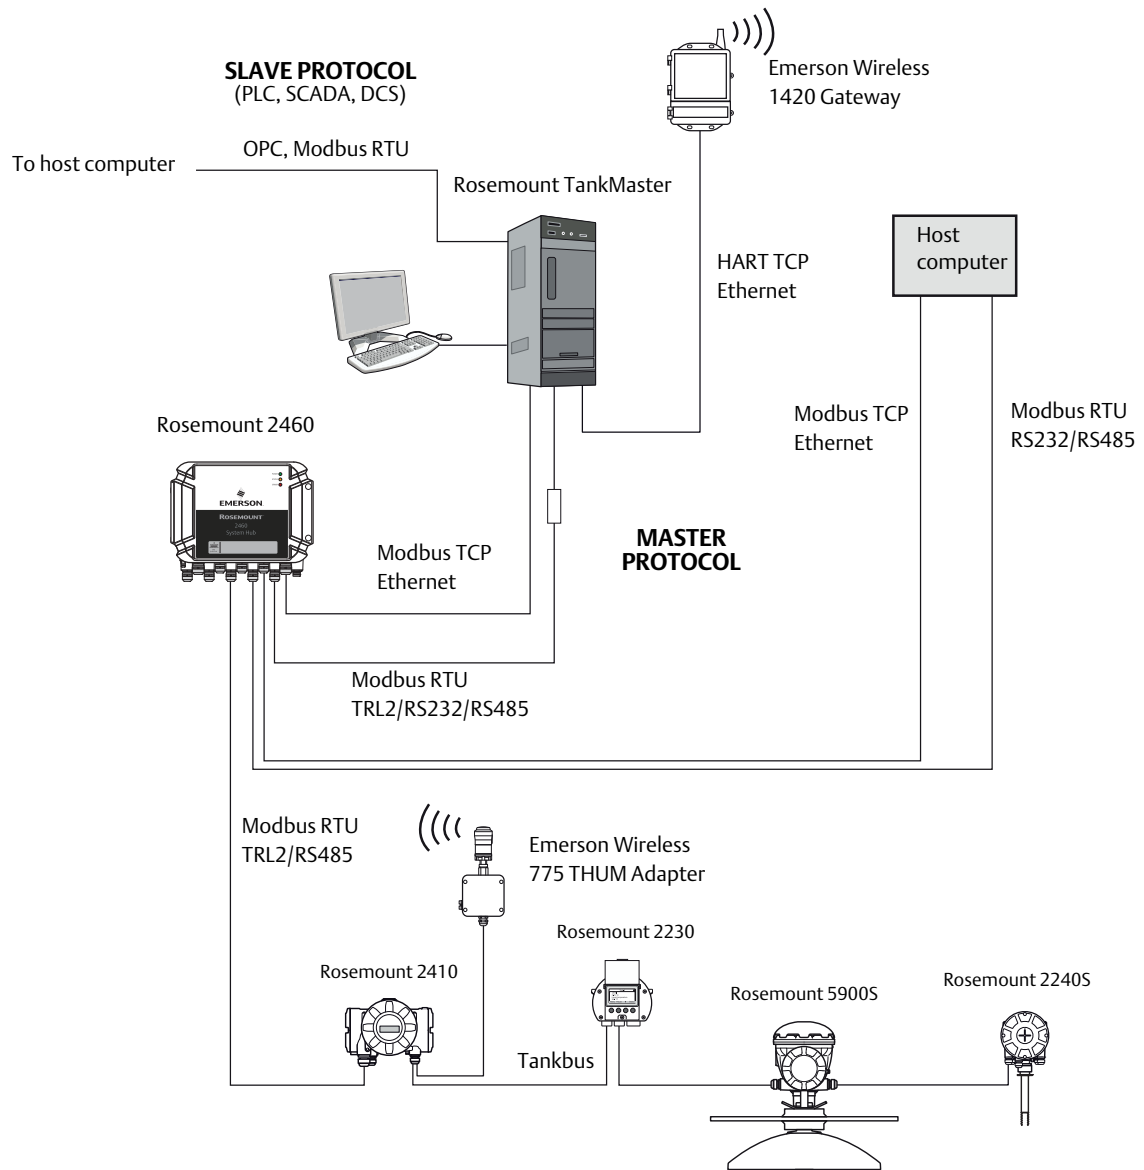 SLAVE PROTOCOL
(PLC, SCADA, DCS)
Emerson Wireless
1420 Gateway
To host computer
OPC, Modbus RTU
Rosemount TankMaster
HART TCP
Ethernet
Host
computer
Modbus TCP
Ethernet
Modbus RTU
RS232/RS485
Rosemount 2460
EMERSON
ROSEMOUNT
2460
System Hub
Modbus TCP
Ethernet
MASTER
PROTOCOL
Modbus RTU
TRL2/RS232/RS485
Modbus RTU
TRL2/RS485
Emerson Wireless
775 THUM Adapter
Rosemount 2230
Rosemount 2410
Rosemount 5900S
Rosemount 2240S
Tankbus